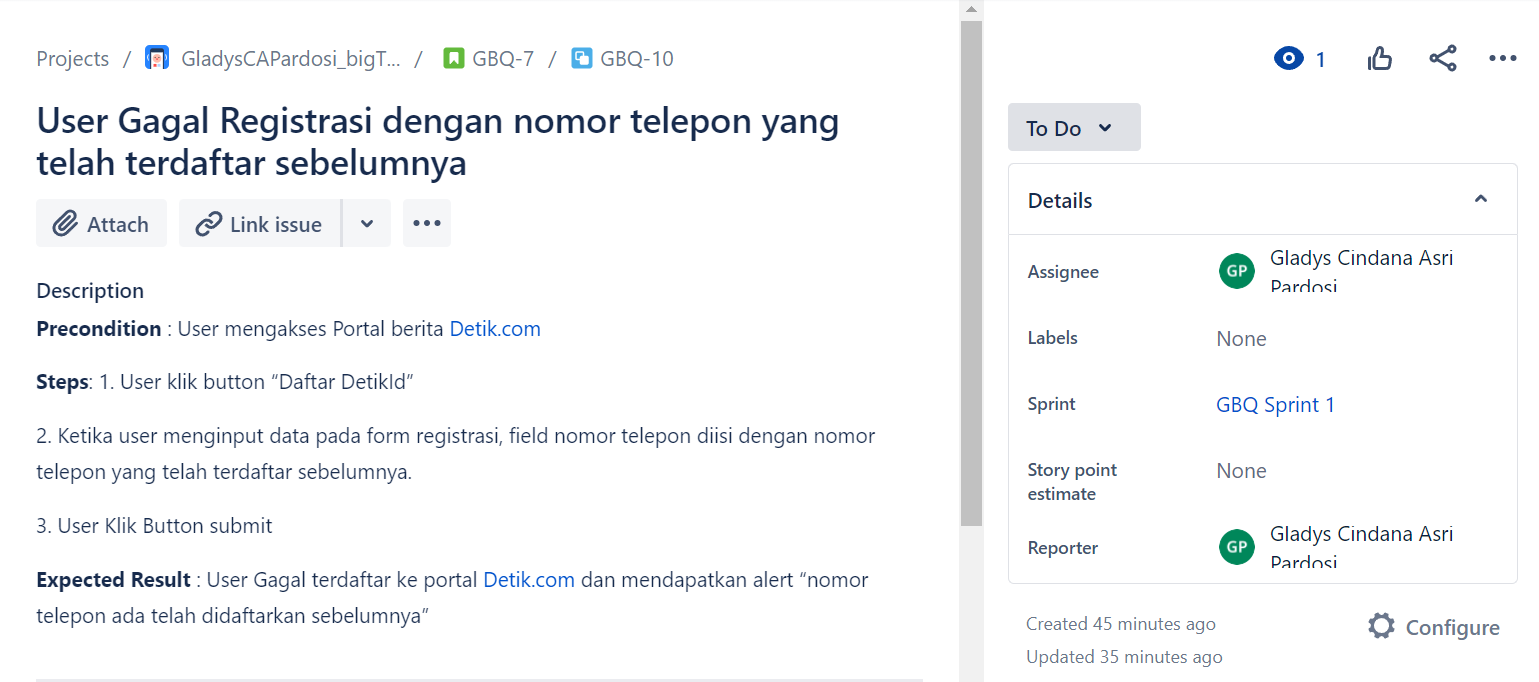 Projects / GladysCAPardosi_bigT... / GBQ-7 / GBQ-10
1
User Gagal Registrasi dengan nomor telepon yang
telah terdaftar sebelumnya
Attach
Link issue
Description
Precondition : User mengakses Portal berita Detik.com
Steps: 1. User klik button “Daftar DetikId”
2. Ketika user menginput data pada form registrasi, field nomor telepon diisi dengan nomor
telepon yang telah terdaftar sebelumnya.
3. User Klik Button submit
Expected Result : User Gagal terdaftar ke portal Detik.com dan mendapatkan alert “nomor
telepon ada telah didaftarkan sebelumnya”
To Do
Details
Assignee
GP
Gladys Cindana Asri
Pardosi
Labels
None
Sprint
GBQ Sprint 1
Story point
estimate
None
Reporter
GP
Gladys Cindana Asri
Pardosi
Created 45 minutes ago
Updated 35 minutes ago
Configure